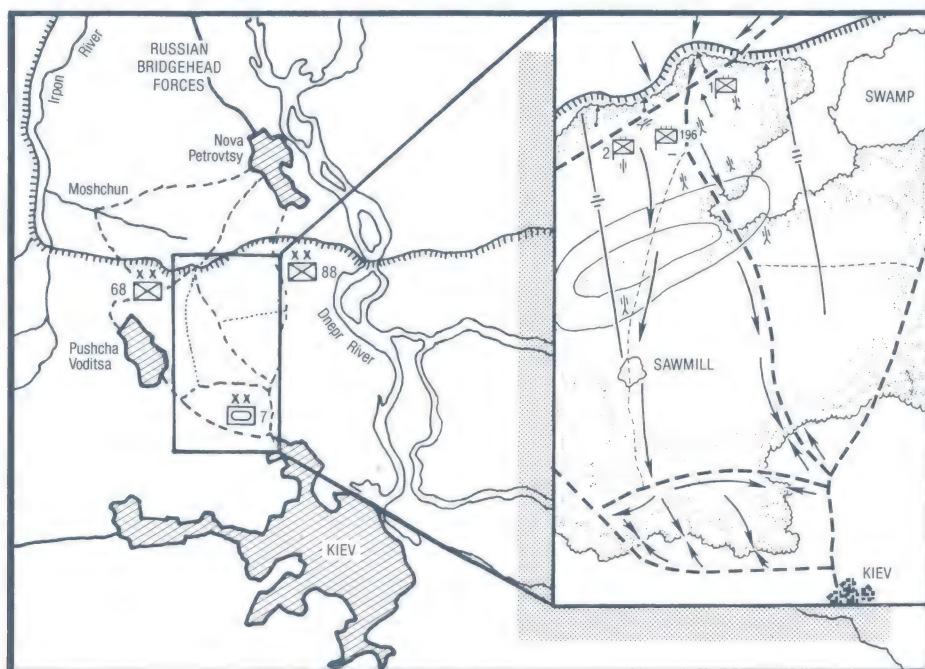 Irpon
River
RUSSIAN
BRIDGEHEAD
FORCES
Nova
Petrovtsy
Moshchun
XX
68
XX
88
Pushcha
Voditsa
Dnepr River
XX
7
KIEV
SWAMP
1
196
2
SAWMILL
KIEV